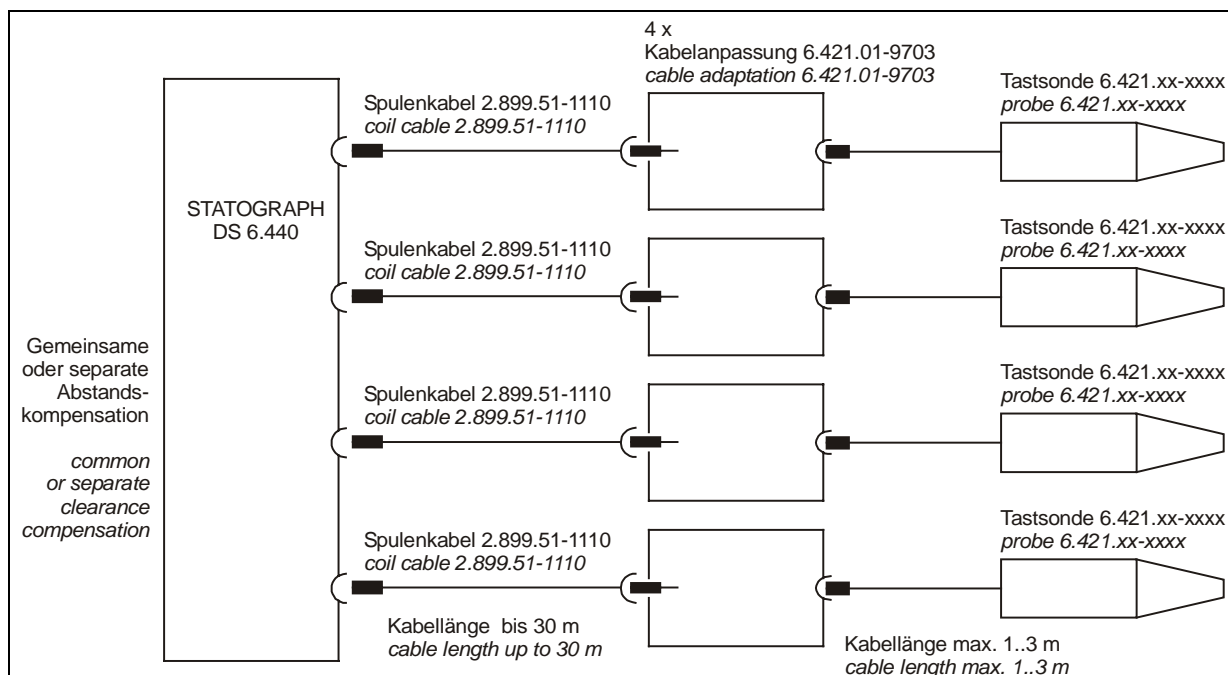 4 x
Kabelanpassung 6.421.01-9703
cable adaptation 6.421.01-9703
Tastsonde 6.421.xx-xxxx
probe 6.421.xx-xxxx
Spulenkabel 2.899.51-1110
coil cable 2.899.51-1110
STATOGRAPH
DS 6.440
Tastsonde 6.421.xx-xxxx
probe 6.421.xx-xxxx
Spulenkabel 2.899.51-1110
coil cable 2.899.51-1110
Gemeinsame
oder separate
Abstands-
kompensation
common
or separate
clearance
compensation
Tastsonde 6.421.xx-xxxx
probe 6.421.xx-xxxx
Spulenkabel 2.899.51-1110
coil cable 2.899.51-1110
Tastsonde 6.421.xx-xxxx
probe 6.421.xx-xxxx
Spulenkabel 2.899.51-1110
coil cable 2.899.51-1110
Kabellänge bis 30 m
cable length up to 30 m
Kabellänge max. 1..3 m
cable length max. 1..3 m